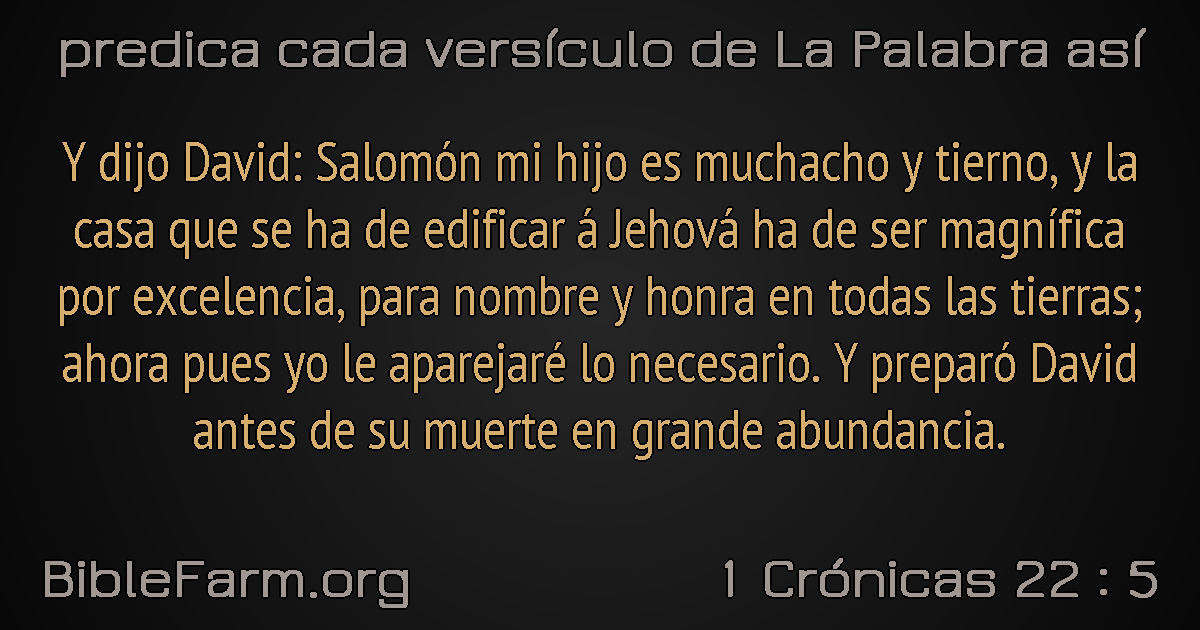 predica cada versículo de La Palabra así
Y dijo David: Salomón mi hijo es muchacho y tierno, y la
casa que se ha de edificar á Jehová ha de ser magnífica
por excelencia, para nombre y honra en todas las tierras;
ahora pues yo le aparejaré lo necesario. Y preparó David
antes de su muerte en grande abundancia.
BibleFarm.org
1 Crónicas 22 : 5